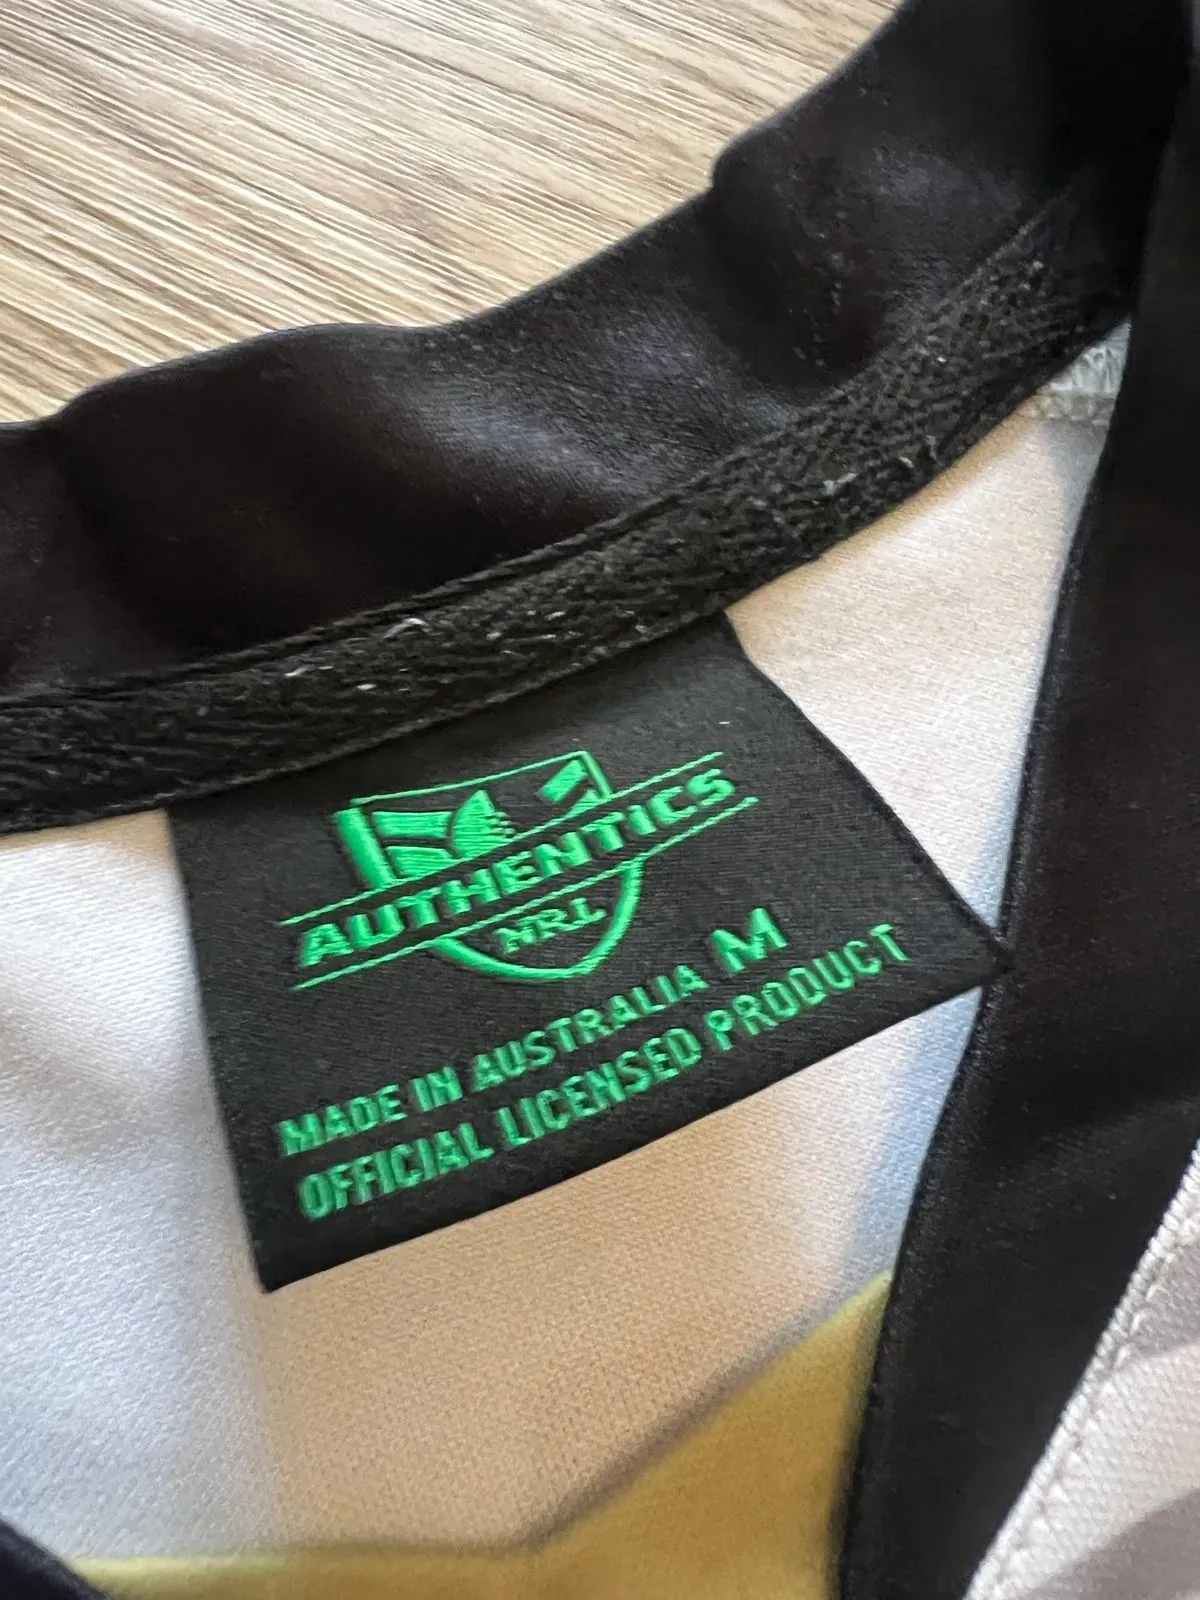 AUTHENTICS
NRL
MADE IN AUSTRALIA M
OFFICIAL LICENSED PRODUCT